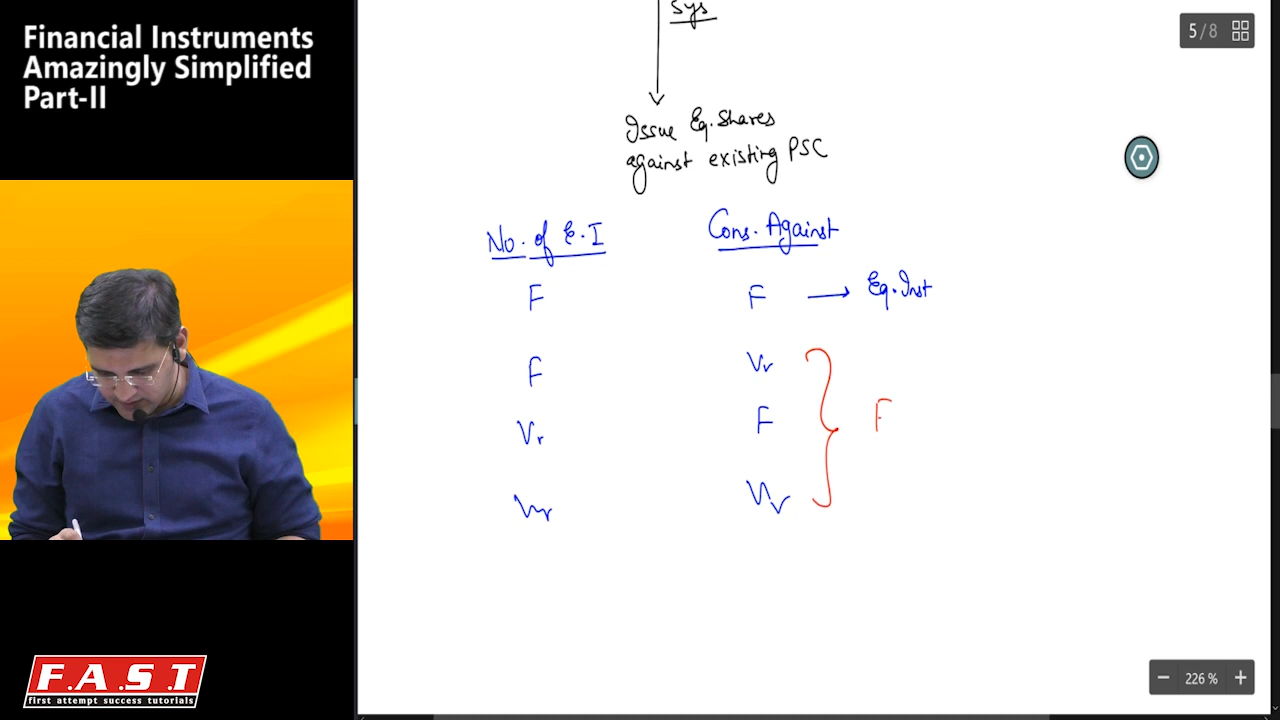 Financial Instruments
Amazingly Simplified
Part-II
5 / 8
Sys
Issue Eq. Shares
against existing PSC
No. of E.I
Cons. Against
F F → Eq. Inst
F Vr
Vr F
F
Vr Vr
F.A.S.T
first attempt success tutorials
226 %